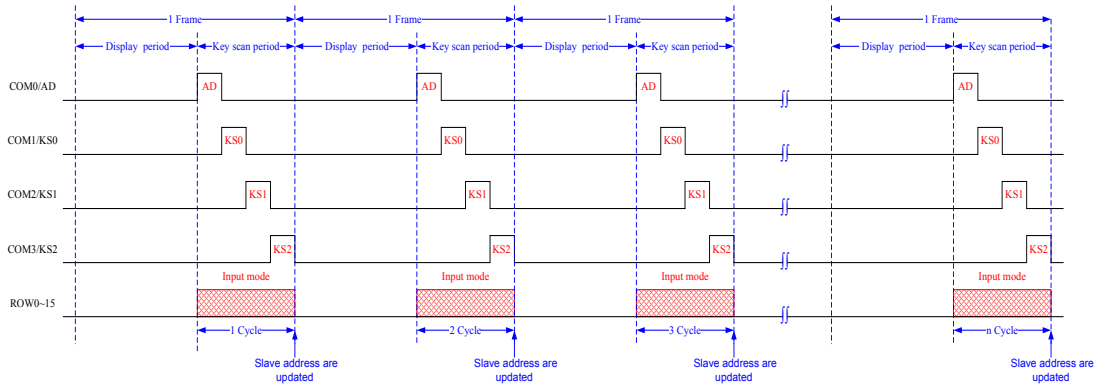 1 Frame 1 Frame 1 Frame 1 Frame
Display period Key scan period Display period Key scan period Display period Key scan period Display period Key scan period
COM0/AD AD AD AD AD
COM1/KS0 KS0 KS0 KS0 KS0
COM2/KS1 KS1 KS1 KS1 KS1
COM3/KS2 KS2 KS2 KS2 KS2
Input mode Input mode Input mode Input mode
ROW0~15
1 Cycle 2 Cycle 3 Cycle n Cycle
Slave address are Slave address are Slave address are Slave address are
updated updated updated updated